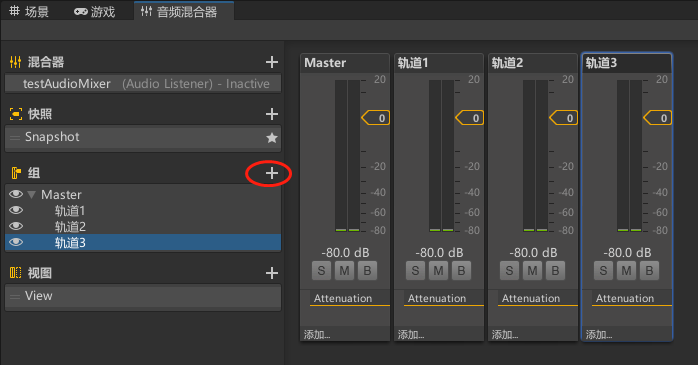 场景 游戏 音频混合器
混合器
testAudioMixer (Audio Listener) - Inactive
快照
Snapshot
组
Master
轨道1
轨道2
轨道3
视图
View
Master 轨道1 轨道2 轨道3
20 20 20 20
0 0 0 0
-20 -20 -20 -20
-40 -40 -40 -40
-60 -60 -60 -60
-80 -80 -80 -80
-80.0 dB -80.0 dB -80.0 dB -80.0 dB
S M B S M B S M B S M B
Attenuation Attenuation Attenuation Attenuation
添加... 添加... 添加... 添加...